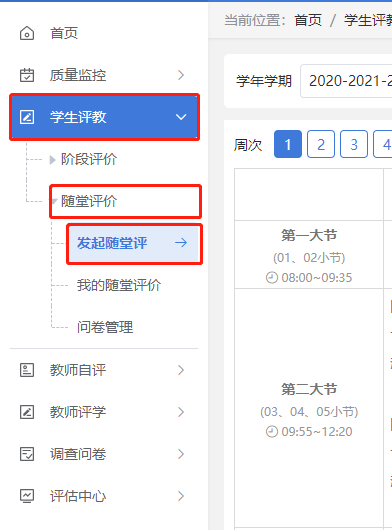 首页
质量监控
学生评教
阶段评价
随堂评价
发起随堂评
我的随堂评价
问卷管理
教师自评
教师评学
调查问卷
评估中心
当前位置: 首页 / 学生评教
学年学期 2020-2021-2
周次 1 2 3 4
第一大节
(01、02小节)
08:00~09:35
第二大节
(03、04、05小节)
09:55~12:20